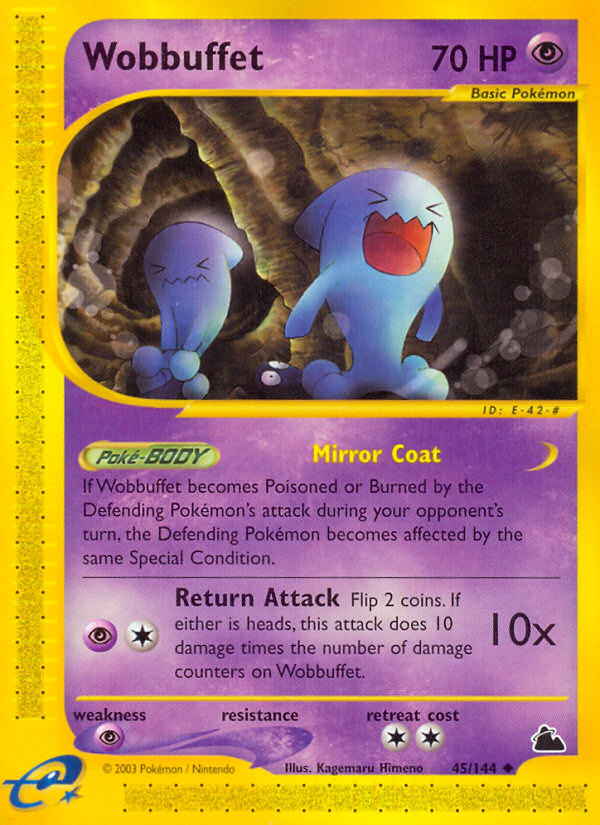 Wobbuffet 70 HP
Basic Pokémon
ID: E-42-#
Poké-BODY Mirror Coat
If Wobbuffet becomes Poisoned or Burned by the
Defending Pokémon's attack during your opponent's
turn, the Defending Pokémon becomes affected by the
same Special Condition.
Return Attack Flip 2 coins. If
either is heads, this attack does 10
damage times the number of damage
counters on Wobbuffet.
10x
weakness resistance retreat cost
© 2003 Pokémon / Nintendo Illus. Kagemaru Himeno 45/144